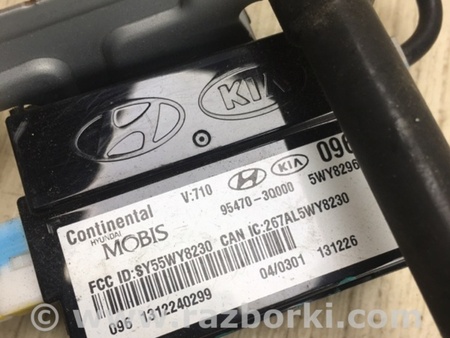 KIA
Continental V:710 KIA 096
HYUNDAI MOBIS 95470-3Q000 5WY8296
FCC ID:SY55WY8230 CAN IC:267AL5WY8230
04/0301 131226
096 1312240299
www.razborki.com